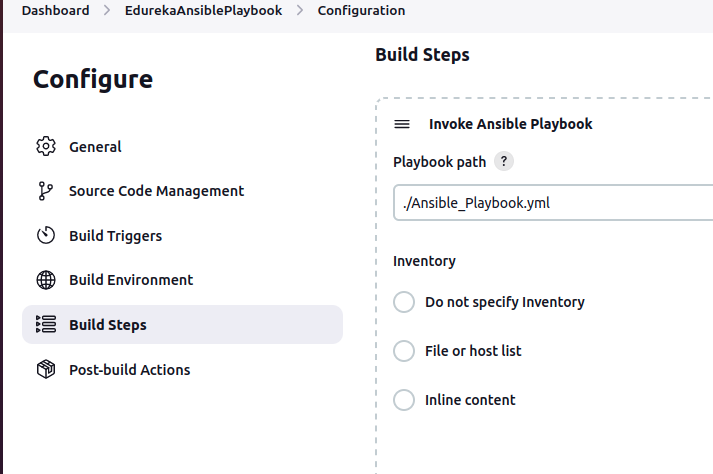 Dashboard > EdurekaAnsiblePlaybook > Configuration
Configure
General
Source Code Management
Build Triggers
Build Environment
Build Steps
Post-build Actions
Build Steps
Invoke Ansible Playbook
Playbook path ?
./Ansible_Playbook.yml
Inventory
Do not specify Inventory
File or host list
Inline content